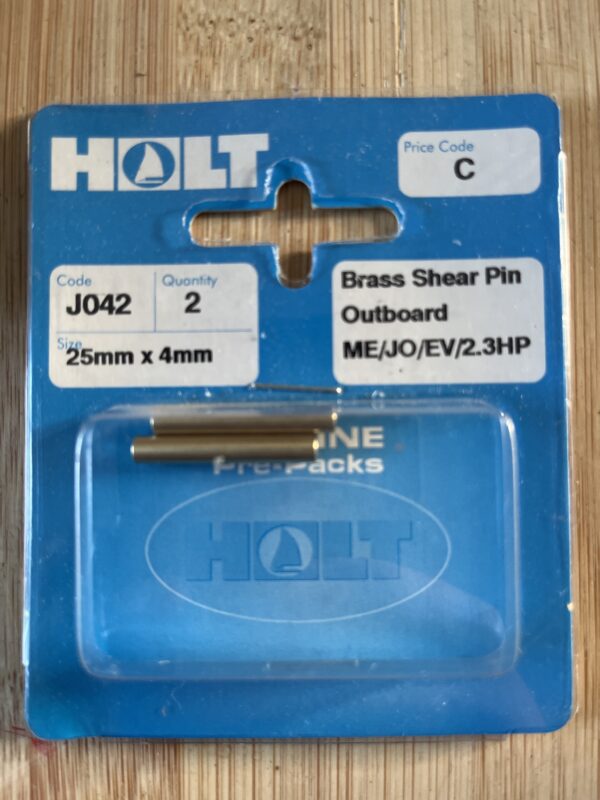 HOLT
Price Code
C
Code
J042
Quantity
2
Size
25mm x 4mm
Brass Shear Pin
Outboard
ME/JO/EV/2.3HP
Pre-Packs
HOLT